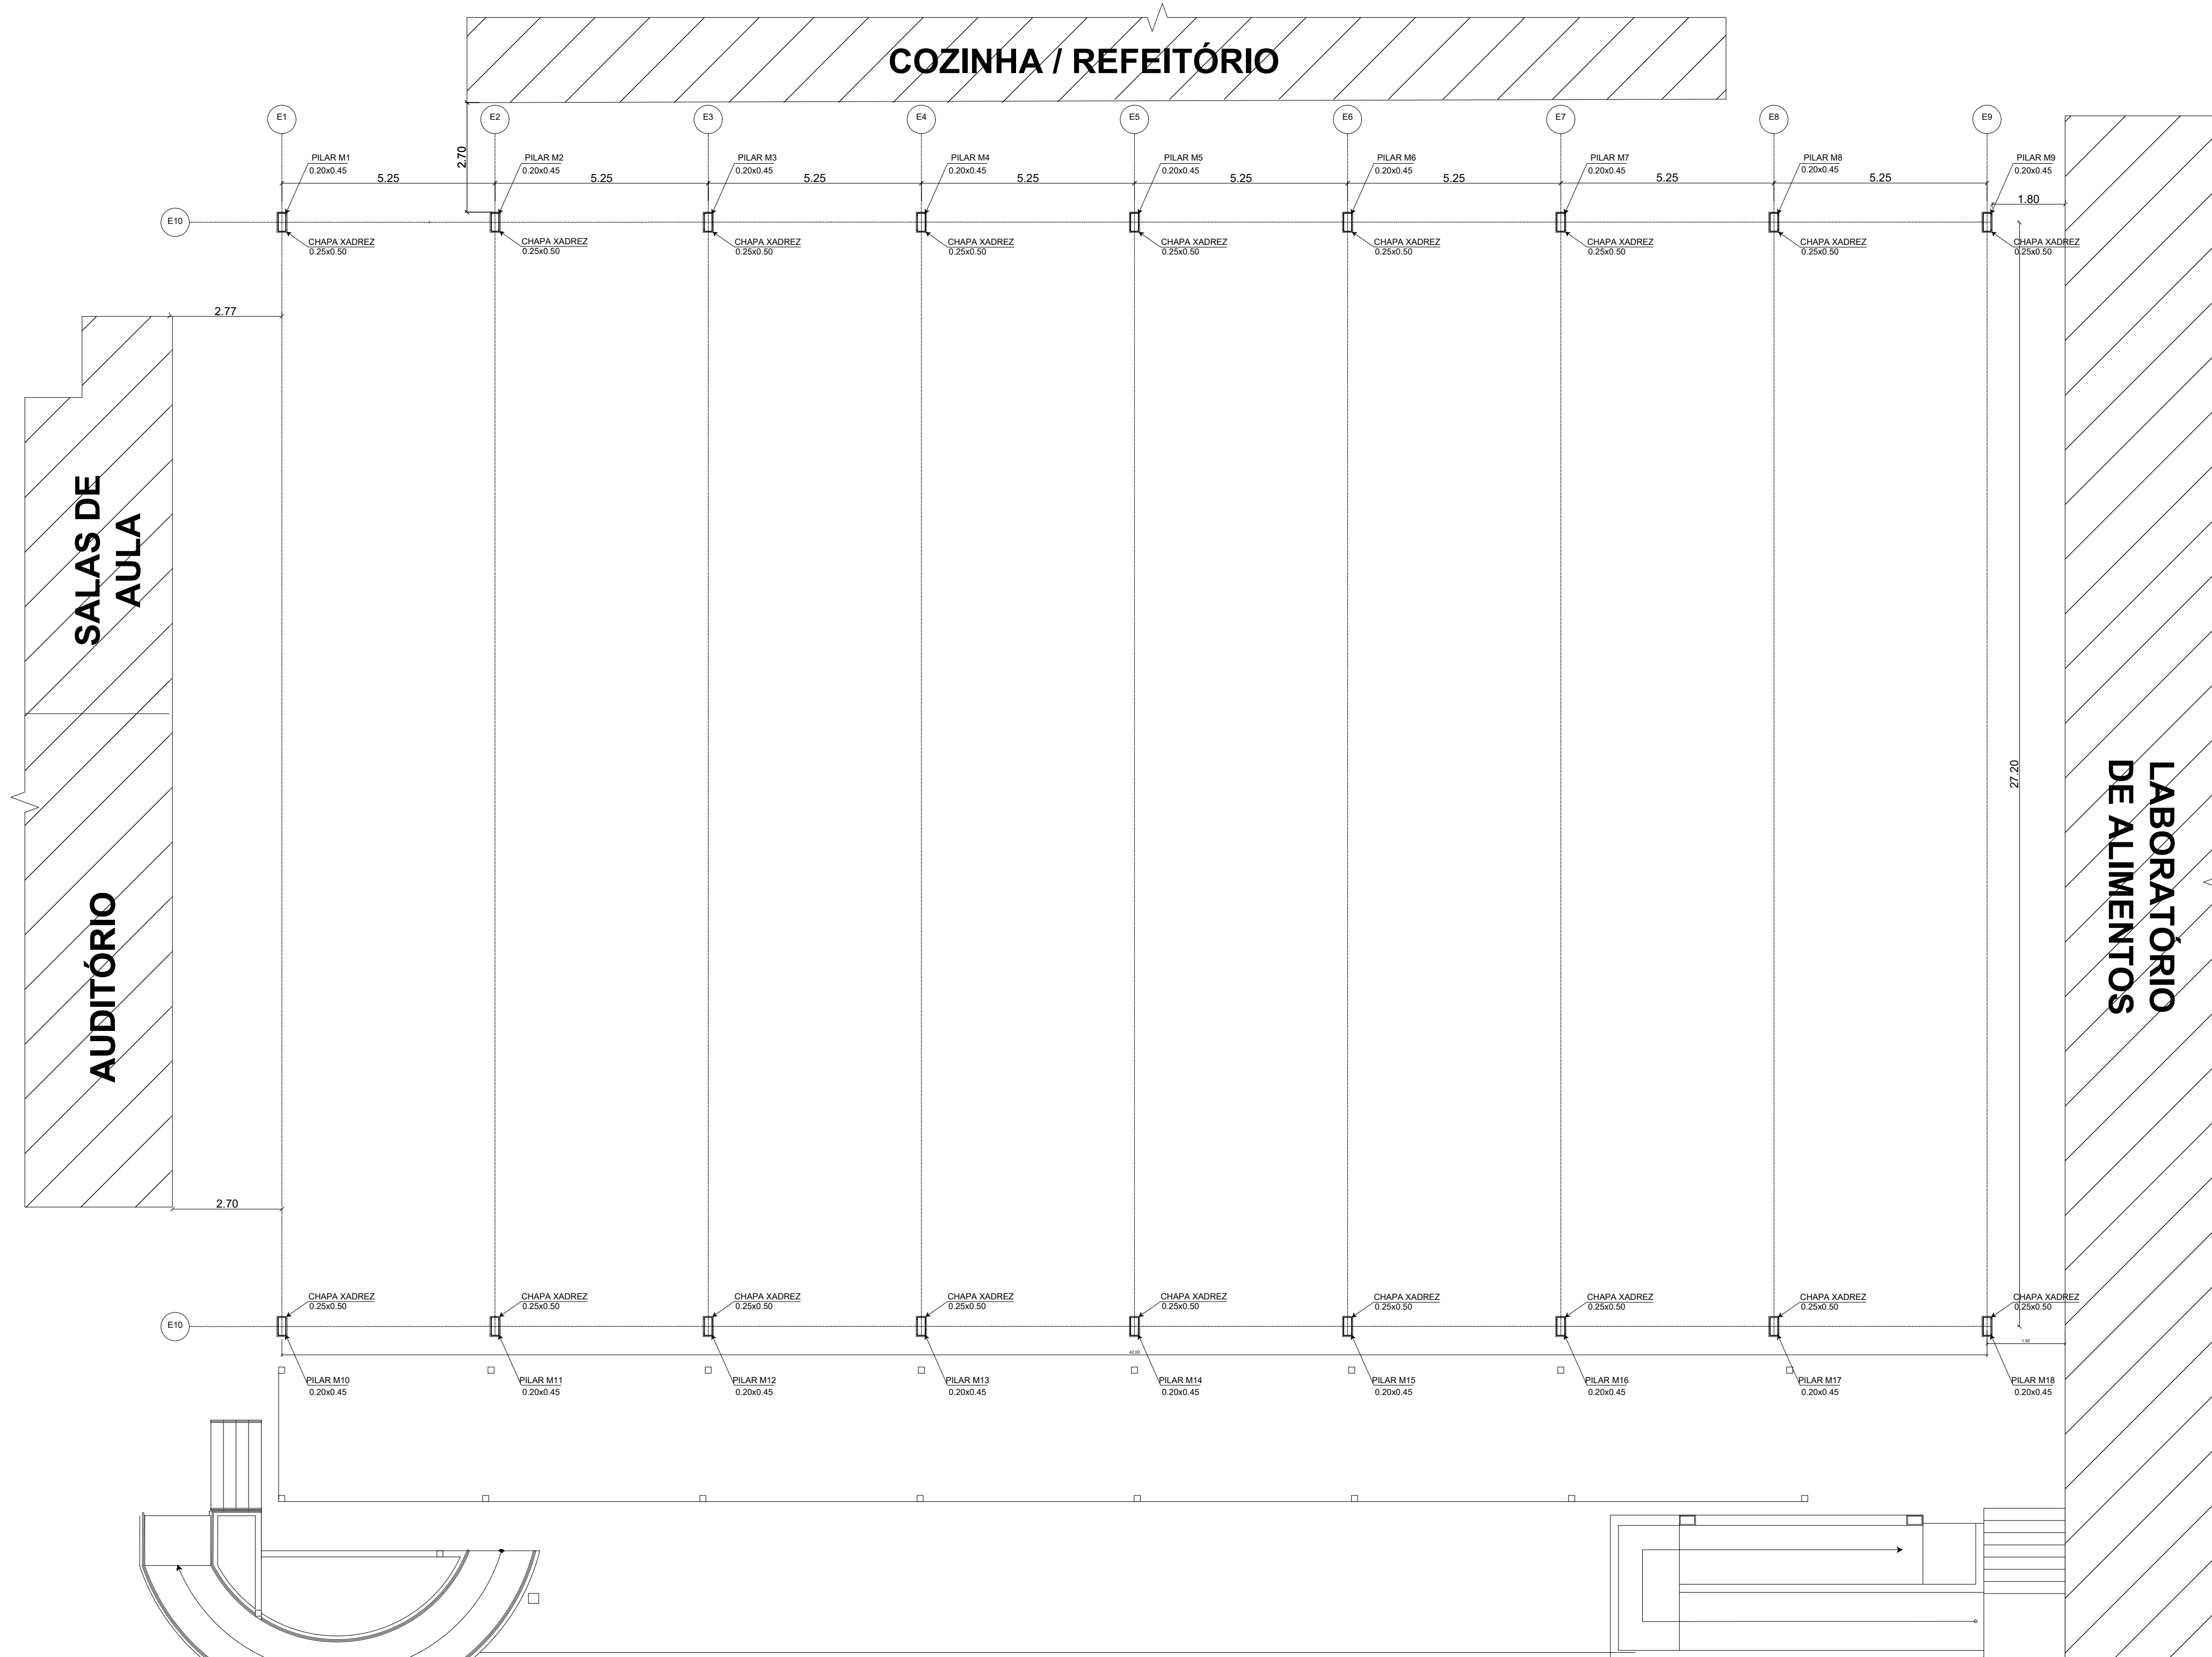 COZINHA / REFEITÓRIO
E1
E2
E3
E4
E5
E6
E7
E8
E9
PILAR M1
0.20x0.45
PILAR M2
0.20x0.45
PILAR M3
0.20x0.45
PILAR M4
0.20x0.45
PILAR M5
0.20x0.45
PILAR M6
0.20x0.45
PILAR M7
0.20x0.45
PILAR M8
0.20x0.45
PILAR M9
0.20x0.45
2.70
5.25
5.25
5.25
5.25
5.25
5.25
5.25
5.25
1.80
E10
CHAPA XADREZ
0.25x0.50
CHAPA XADREZ
0.25x0.50
CHAPA XADREZ
0.25x0.50
CHAPA XADREZ
0.25x0.50
CHAPA XADREZ
0.25x0.50
CHAPA XADREZ
0.25x0.50
CHAPA XADREZ
0.25x0.50
CHAPA XADREZ
0.25x0.50
CHAPA XADREZ
0.25x0.50
2.77
SALAS DE
AULA
27.20
LABORATÓRIO
DE ALIMENTOS
AUDITÓRIO
2.70
CHAPA XADREZ
0.25x0.50
CHAPA XADREZ
0.25x0.50
CHAPA XADREZ
0.25x0.50
CHAPA XADREZ
0.25x0.50
CHAPA XADREZ
0.25x0.50
CHAPA XADREZ
0.25x0.50
CHAPA XADREZ
0.25x0.50
CHAPA XADREZ
0.25x0.50
CHAPA XADREZ
0.25x0.50
E10
1.92
42.00
PILAR M10
0.20x0.45
PILAR M11
0.20x0.45
PILAR M12
0.20x0.45
PILAR M13
0.20x0.45
PILAR M14
0.20x0.45
PILAR M15
0.20x0.45
PILAR M16
0.20x0.45
PILAR M17
0.20x0.45
PILAR M18
0.20x0.45